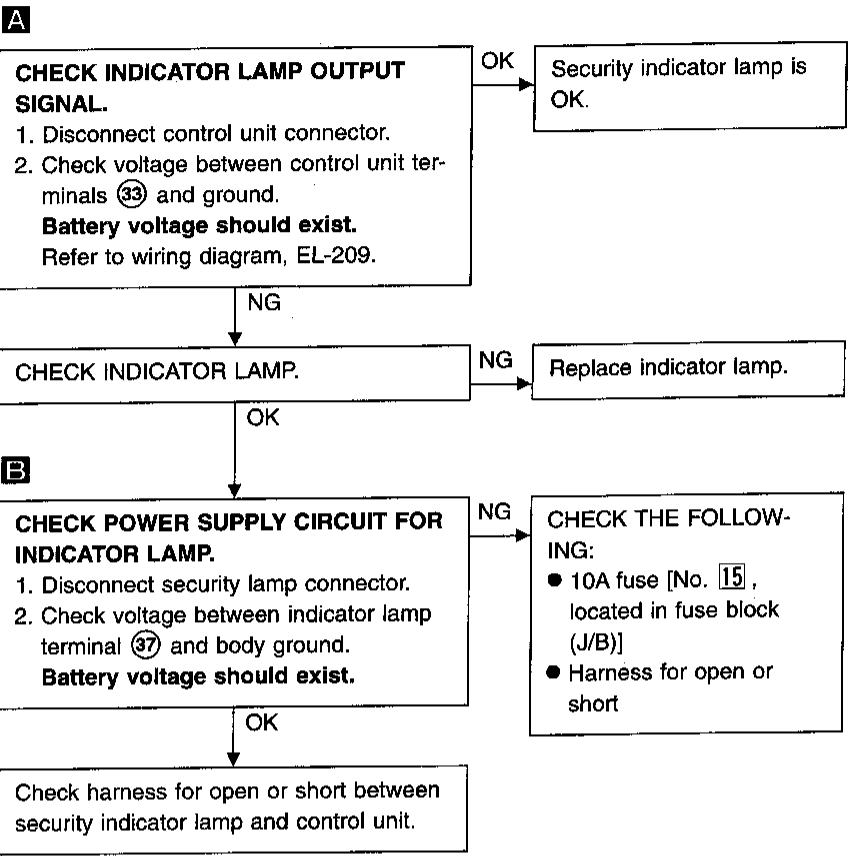 A
CHECK INDICATOR LAMP OUTPUT
SIGNAL.
1. Disconnect control unit connector.
2. Check voltage between control unit ter-
minals 33 and ground.
Battery voltage should exist.
Refer to wiring diagram, EL-209.
OK
Security indicator lamp is
OK.
NG
CHECK INDICATOR LAMP.
NG
Replace indicator lamp.
OK
B
CHECK POWER SUPPLY CIRCUIT FOR
INDICATOR LAMP.
1. Disconnect security lamp connector.
2. Check voltage between indicator lamp
terminal 37 and body ground.
Battery voltage should exist.
NG
CHECK THE FOLLOW-
ING:
● 10A fuse [No. 15 ,
located in fuse block
(J/B)]
● Harness for open or
short
OK
Check harness for open or short between
security indicator lamp and control unit.